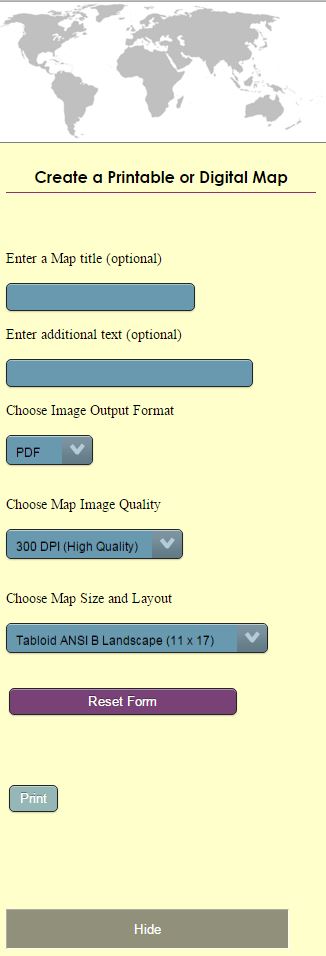 Create a Printable or Digital Map
Enter a Map title (optional)
Enter additional text (optional)
Choose Image Output Format
PDF
Choose Map Image Quality
300 DPI (High Quality)
Choose Map Size and Layout
Tabloid ANSI B Landscape (11 x 17)
Reset Form
Print
Hide